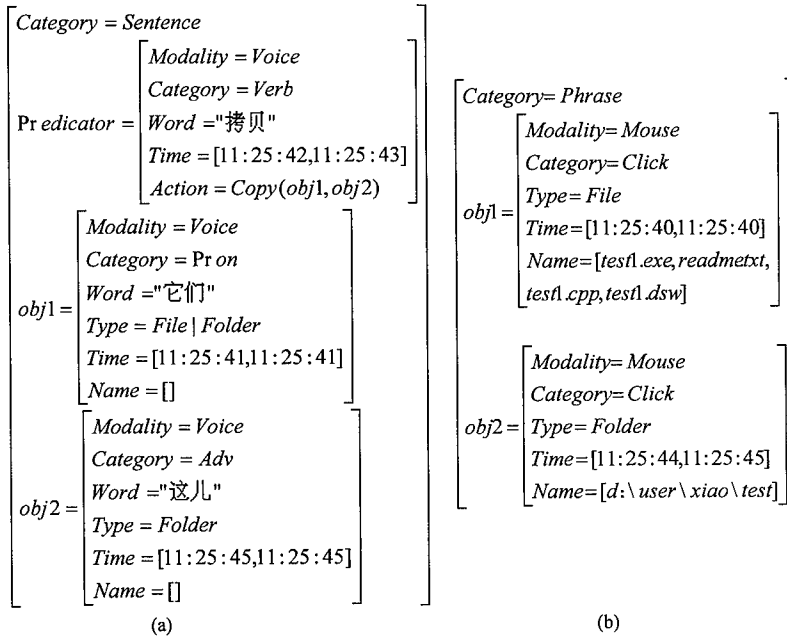 Category = Sentence
Predicator =
Modality = Voice
Category = Verb
Word ="拷贝"
Time = [11:25:42,11:25:43]
Action = Copy(obj1,obj2)
obj1 =
Modality = Voice
Category = Pron
Word ="它们"
Type = File | Folder
Time = [11:25:41,11:25:41]
Name = []
obj2 =
Modality = Voice
Category = Adv
Word ="这儿"
Type = Folder
Time = [11:25:45,11:25:45]
Name = []
(a)
Category= Phrase
obj1=
Modality= Mouse
Category= Click
Type= File
Time=[11:25:40,11:25:40]
Name=[test1.exe, readmetxt,
test1.cpp,test1.dsw]
obj2 =
Modality= Mouse
Category= Click
Type= Folder
Time=[11:25:44,11:25:45]
Name=[d:\user\xiao\test]
(b)